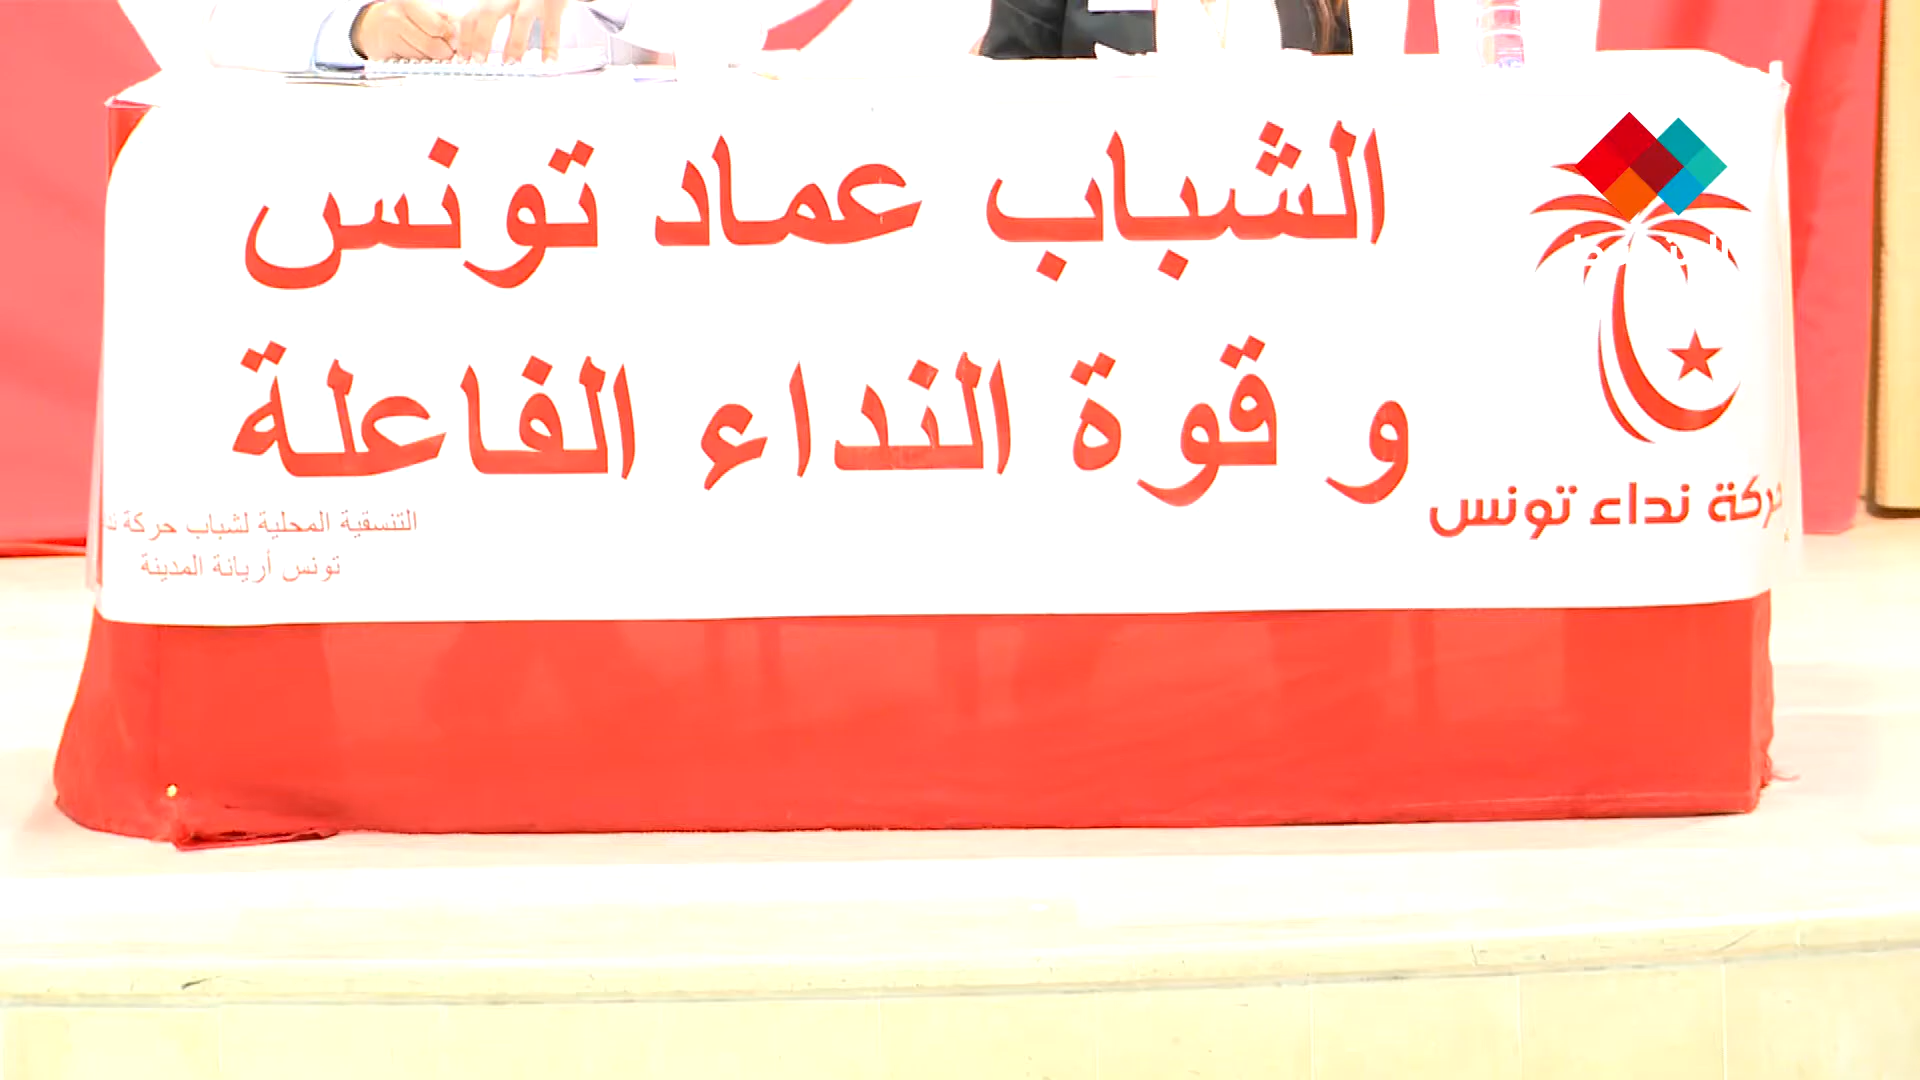 الشباب عماد تونس
و قوة النداء الفاعلة
حركة نداء تونس
التنسقية المحلية لشباب حركة
تونس أريانة المدينة